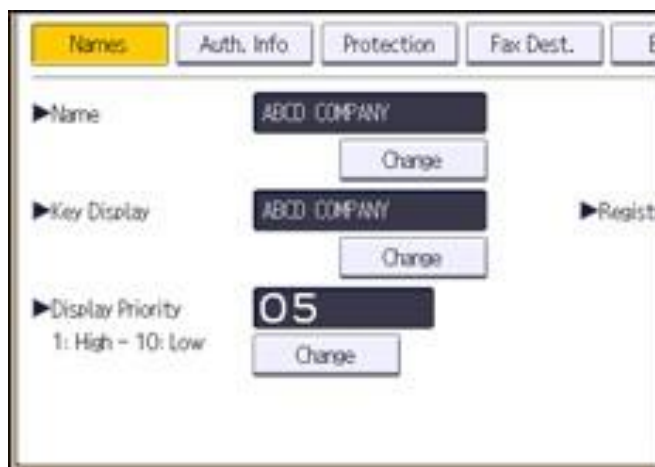 Names Auth. Info Protection Fax Dest.
▶Name ABCD COMPANY
Change
▶Key Display ABCD COMPANY ▶Regist
Change
▶Display Priority 05
1: High - 10: Low Change